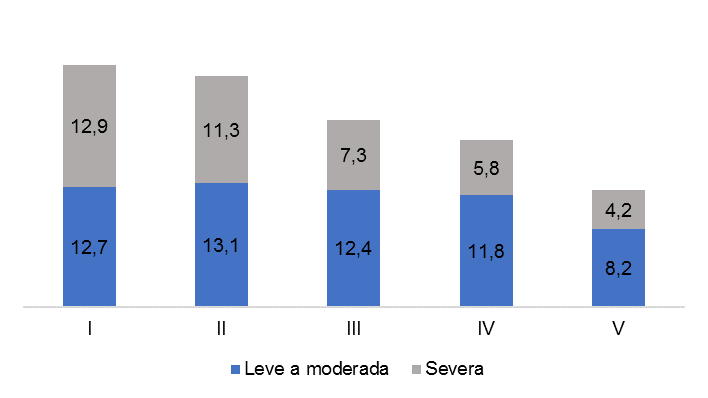 12,9 11,3 7,3 5,8 4,2
12,7 13,1 12,4 11,8 8,2
I II III IV V
Leve a moderada Severa